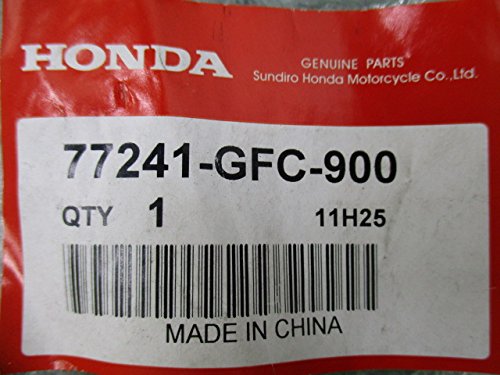 HONDA
GENUINE PARTS
Sundiro Honda Motorcycle Co.,Ltd.
77241-GFC-900
QTY 1 11H25
MADE IN CHINA